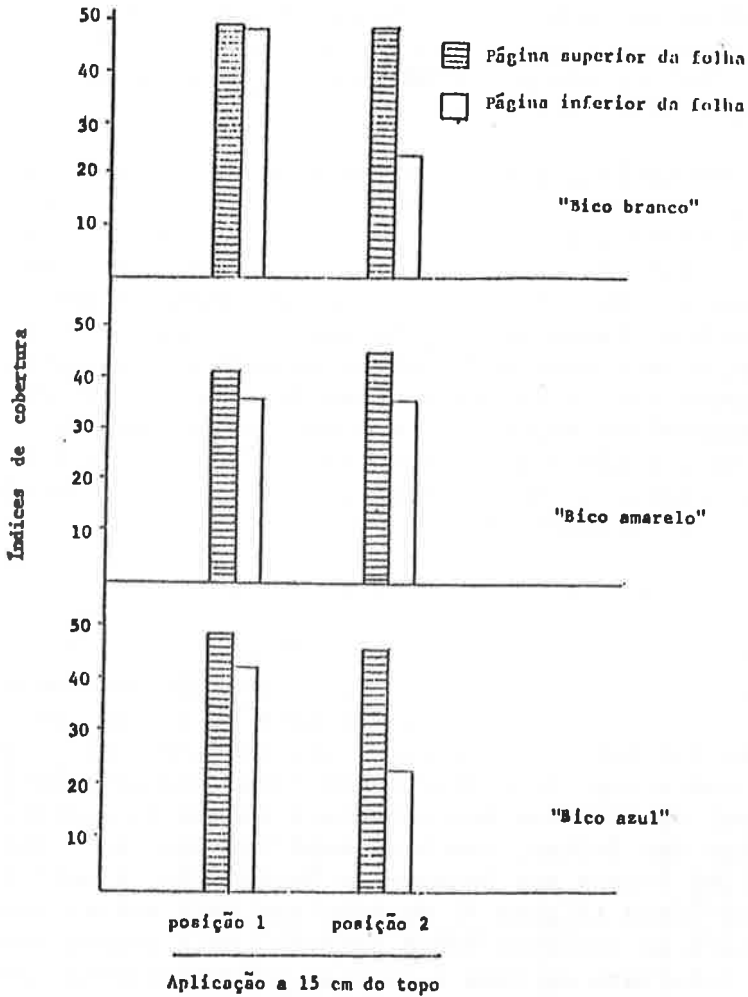 50
40
30
20
10
Página superior da folha
Página inferior da folha
"Bico branco"
Índices de cobertura
50
40
30
20
10
"Bico amarelo"
50
40
30
20
10
"Bico azul"
posição 1 posição 2
Aplicação a 15 cm do topo